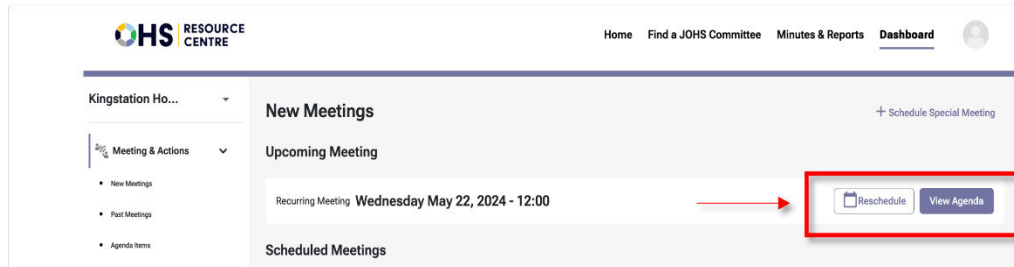 OHS RESOURCE CENTRE
Home Find a JOHS Committee Minutes & Reports Dashboard
Kingstation Ho...
New Meetings
+ Schedule Special Meeting
Meeting & Actions
Upcoming Meeting
New Meetings
Recurring Meeting Wednesday May 22, 2024 - 12:00
Reschedule
View Agenda
Past Meetings
Agenda Items
Scheduled Meetings